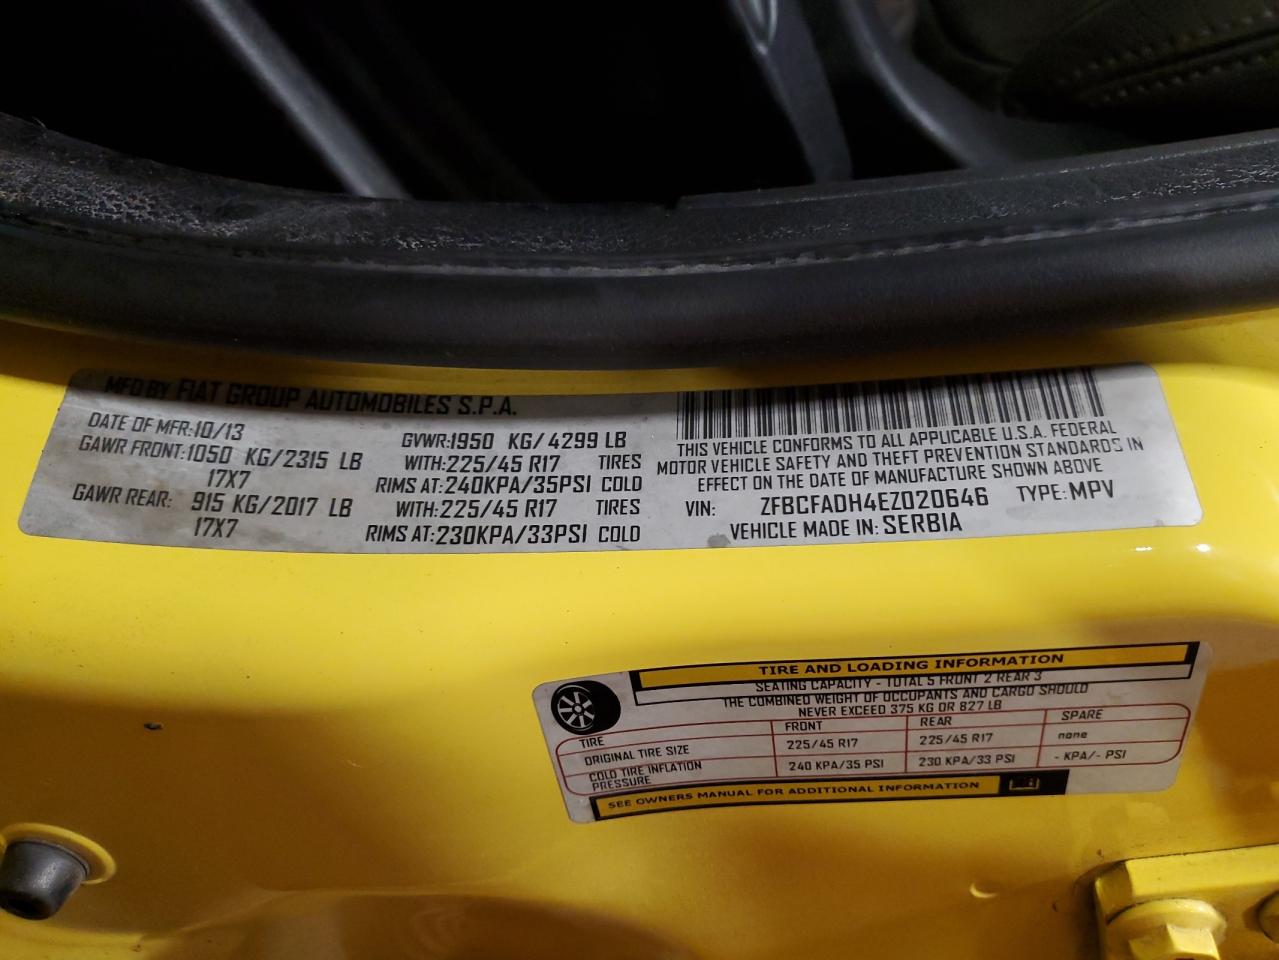 MFD BY FIAT GROUP AUTOMOBILES S.P.A.
DATE OF MFR:10/13 GVWR:1950 KG/4299 LB
GAWR FRONT:1050 KG/2315 LB WITH:225/45 R17 TIRES
17X7 RIMS AT:240KPA/35PSI COLD
GAWR REAR: 915 KG/2017 LB WITH:225/45 R17 TIRES
17X7 RIMS AT:230KPA/33PSI COLD
THIS VEHICLE CONFORMS TO ALL APPLICABLE U.S.A. FEDERAL
MOTOR VEHICLE SAFETY AND THEFT PREVENTION STANDARDS IN
EFFECT ON THE DATE OF MANUFACTURE SHOWN ABOVE
VIN: ZFBCFADH4EZ020646 TYPE:MPV
VEHICLE MADE IN: SERBIA
TIRE AND LOADING INFORMATION
SEATING CAPACITY - TOTAL 5 FRONT 2 REAR 3
THE COMBINED WEIGHT OF OCCUPANTS AND CARGO SHOULD
NEVER EXCEED 375 KG OR 827 LB
TIRE FRONT REAR SPARE
ORIGINAL TIRE SIZE 225/45 R17 225/45 R17 none
COLD TIRE INFLATION PRESSURE 240 KPA/35 PSI 230 KPA/33 PSI - KPA/- PSI
SEE OWNERS MANUAL FOR ADDITIONAL INFORMATION